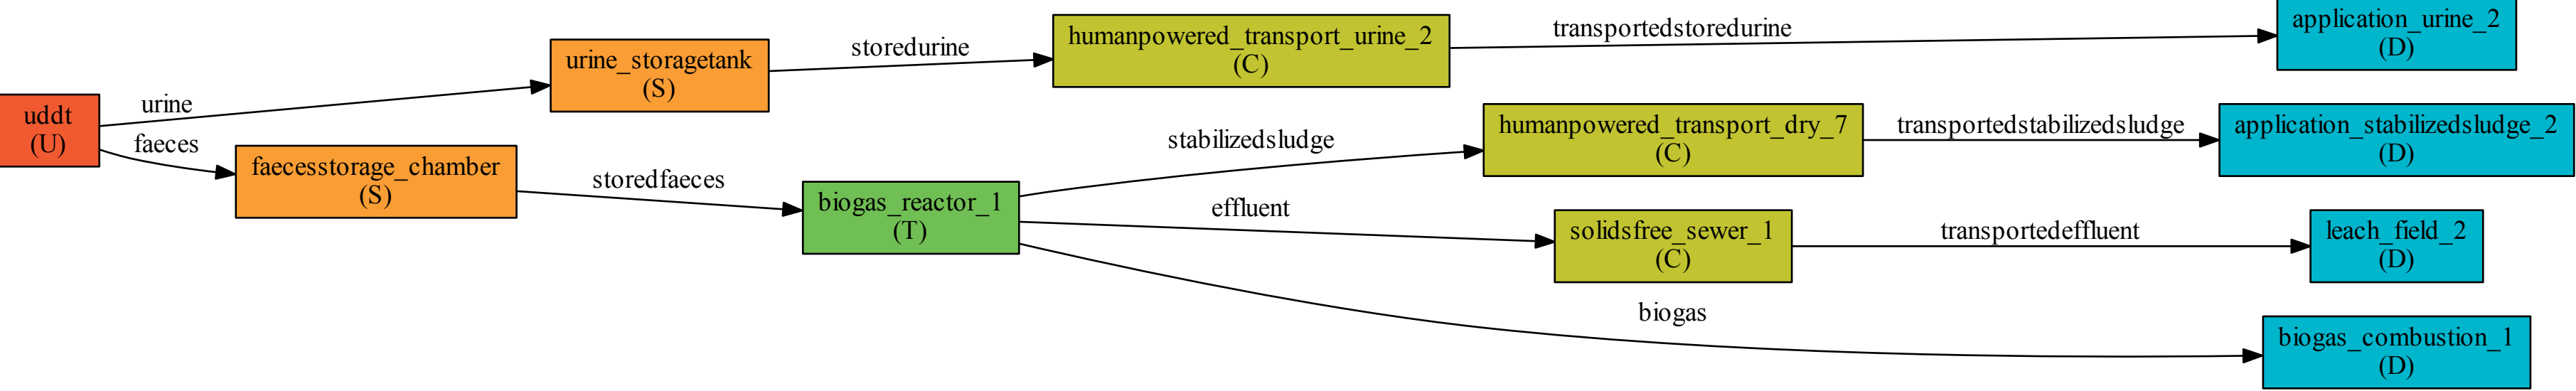 uddt
(U)
urine
faeces
urine_storagetank
(S)
faecesstorage_chamber
(S)
storedurine
storedfaeces
biogas_reactor_1
(T)
humanpowered_transport_urine_2
(C)
stabilizedsludge
effluent
biogas
humanpowered_transport_dry_7
(C)
solidsfree_sewer_1
(C)
transportedstoredurine
transportedstabilizedsludge
transportedeffluent
application_urine_2
(D)
application_stabilizedsludge_2
(D)
leach_field_2
(D)
biogas_combustion_1
(D)